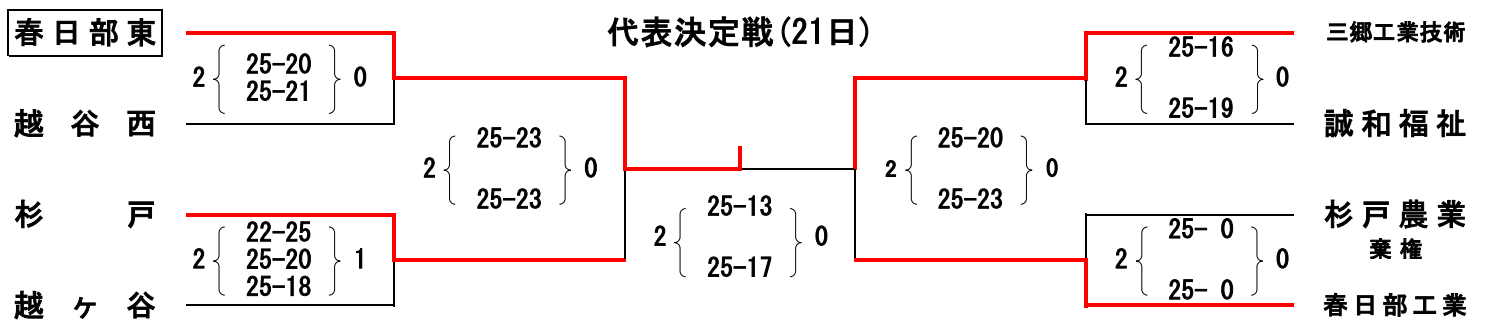 代表決定戦(21日)
春日部東
2 25-20 0
25-21
越谷西
2 25-23 0
25-23
杉戸
2 22-25 1
25-20
25-18
越ヶ谷
2 25-13 0
25-17
三郷工業技術
2 25-16 0
25-19
誠和福祉
2 25-20 0
25-23
杉戸農業
棄権
2 25- 0 0
25- 0
春日部工業